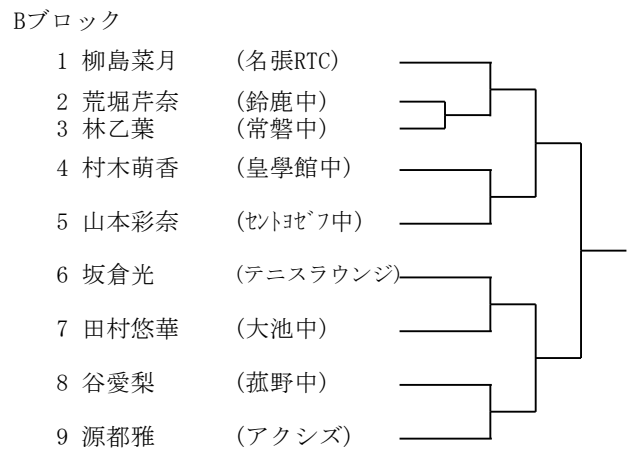 Bブロック
1 柳島菜月 (名張RTC)
2 荒堀芹奈 (鈴鹿中)
3 林乙葉 (常磐中)
4 村木萌香 (皇學館中)
5 山本彩奈 (ｾﾝﾄﾖｾﾞﾌ中)
6 坂倉光 (テニスラウンジ)
7 田村悠華 (大池中)
8 谷愛梨 (菰野中)
9 源都雅 (アクシズ)